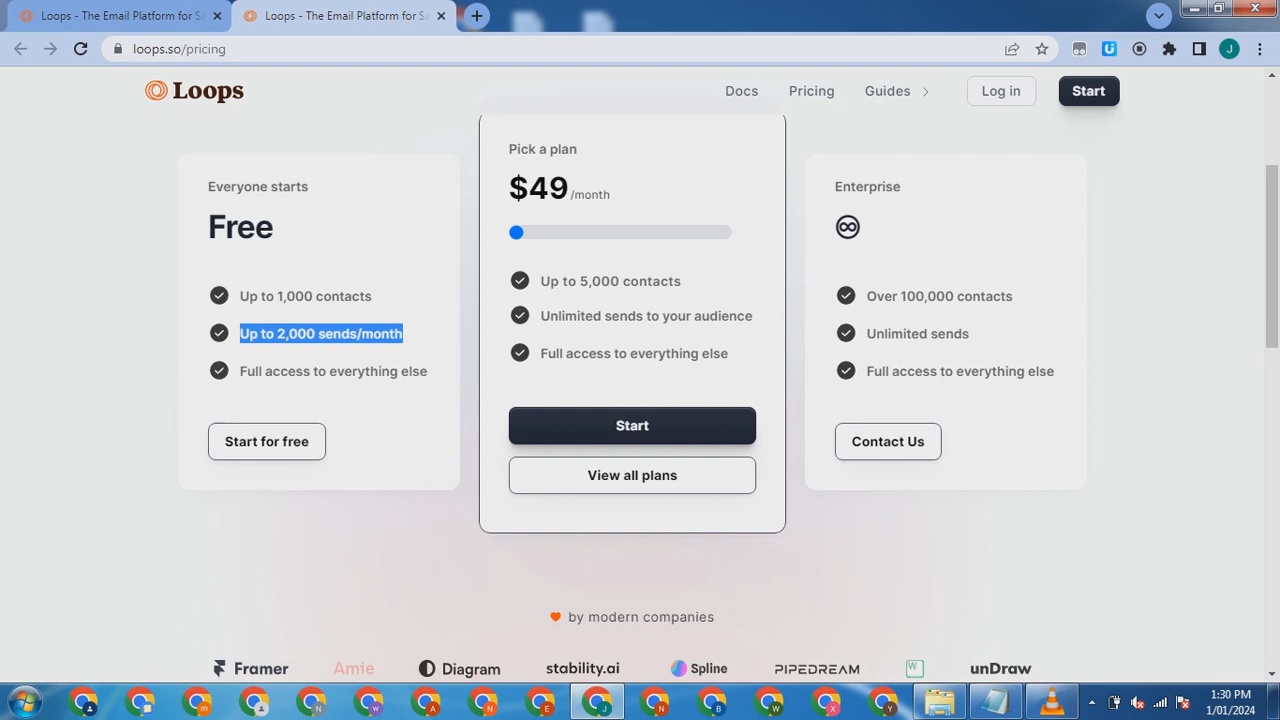 Loops - The Email Platform for Sa
Loops - The Email Platform for Sa
loops.so/pricing
J
Loops
Docs
Pricing
Guides
Log in
Start
Everyone starts
Free
Up to 1,000 contacts
Up to 2,000 sends/month
Full access to everything else
Start for free
Pick a plan
$49 /month
Up to 5,000 contacts
Unlimited sends to your audience
Full access to everything else
Start
View all plans
Enterprise
Over 100,000 contacts
Unlimited sends
Full access to everything else
Contact Us
by modern companies
Framer
Amie
Diagram
stability.ai
Spline
PIPEDREAM
W
unDraw
1:30 PM
1/01/2024